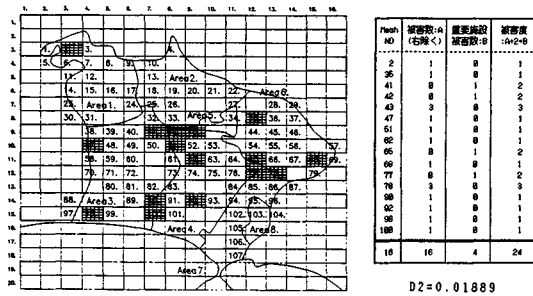 1. 2. 3. 4. 5. 6. 7. 8. 9. 10. 11. 12. 13. 14. 15. 16.
1.
2.
3. 1. 3. 4.
4. 5. 6. 7. 8. 9. 10.
5. 11. 12. 13. Area2.
6. 14. 15. 16. 17. 18. 19. 20. 21. 22. Area6.
7. 23. Area1. 24. 25. 26. 27. 28. 29.
8. 30. 31. 32. 33. Area5. 34. 36. 37.
9. 38. 39. 40. 44. 45. 46.
10. 48. 49. 50. 52. 53. 54. 55. 56. 57.
11. 58. 59. 60. 61. 63. 64. 66. 67. 69.
12. 70. 71. 72. 73. 74. 75. 76. 79.
13. 80. 81. 82. 83. 84. 85. 86. 87.
14. 88. Area3. 89. 91. 93. 94. 95. 96.
15. 97. 99. 101. 102. 103. 104.
16. Area4. 105. Area8.
17. 106.
18. 107.
19. Area7.
20.
Mesh NO 被害数:A (右除く) 重要施設 被害数:B 被害度 :A+2*B
2 1 0 1
35 1 0 1
41 0 1 2
42 0 1 2
43 3 0 3
47 1 0 1
51 1 0 1
62 1 0 1
65 0 1 2
68 1 0 1
77 0 1 2
78 3 0 3
90 1 0 1
92 1 0 1
98 1 0 1
100 1 0 1
16 16 4 24
D2=0.01889